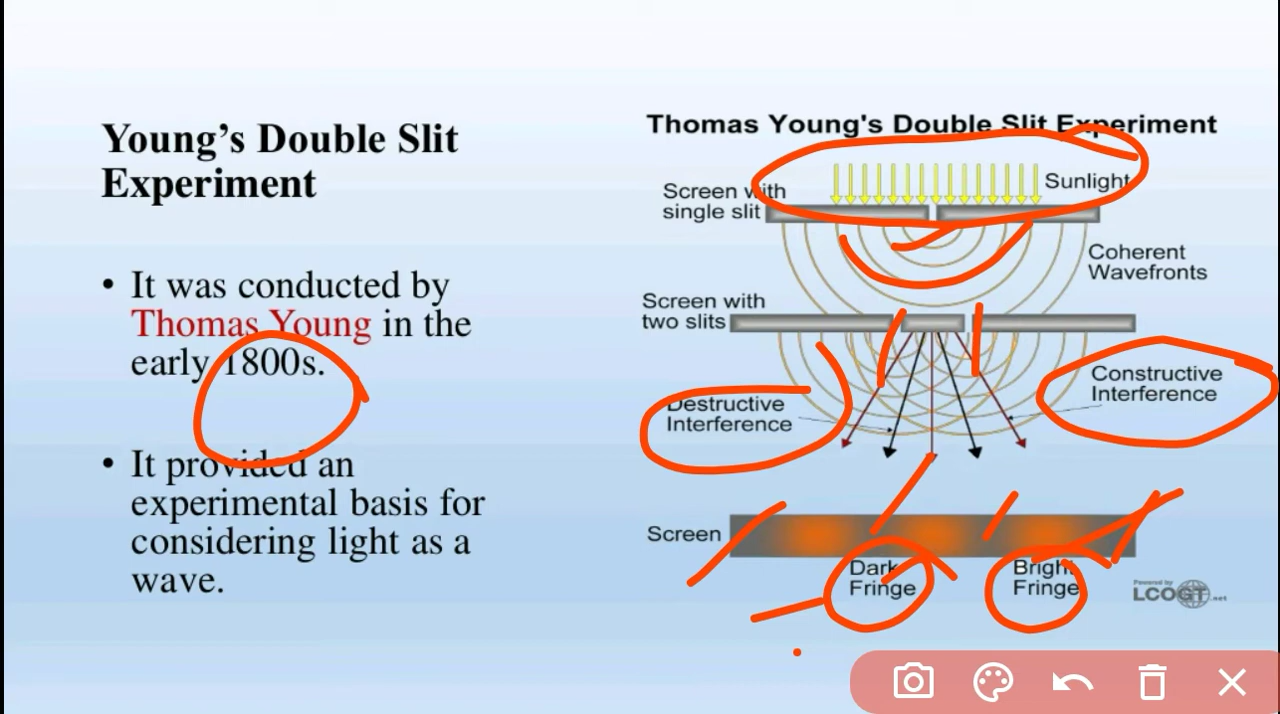 Young's Double Slit
Experiment
• It was conducted by
Thomas Young in the
early 1800s.
• It provided an
experimental basis for
considering light as a
wave.
Thomas Young's Double Slit Experiment
Screen with
single slit
Sunlight
Coherent
Wavefronts
Screen with
two slits
Destructive
Interference
Constructive
Interference
Screen
Dark
Fringe
Bright
Fringe
Powered by
LCOGT.net